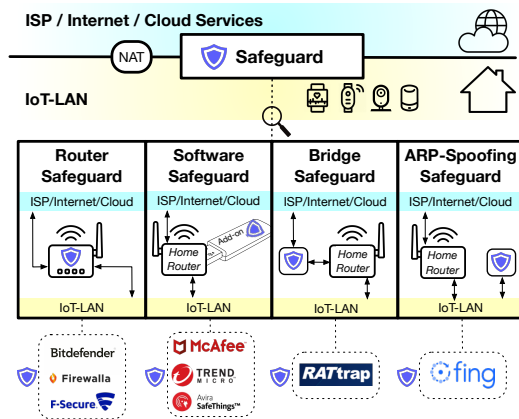 ISP / Internet / Cloud Services
NAT
Safeguard
IoT-LAN
Router
Safeguard
ISP/Internet/Cloud
IoT-LAN
Bitdefender
Firewalla
F-Secure.
Software
Safeguard
ISP/Internet/Cloud
Add-on
Home
Router
IoT-LAN
McAfee
TREND
MICRO
Avira
SafeThings™
Bridge
Safeguard
ISP/Internet/Cloud
Home
Router
IoT-LAN
RATtrap
ARP-Spoofing
Safeguard
ISP/Internet/Cloud
Home
Router
IoT-LAN
fing